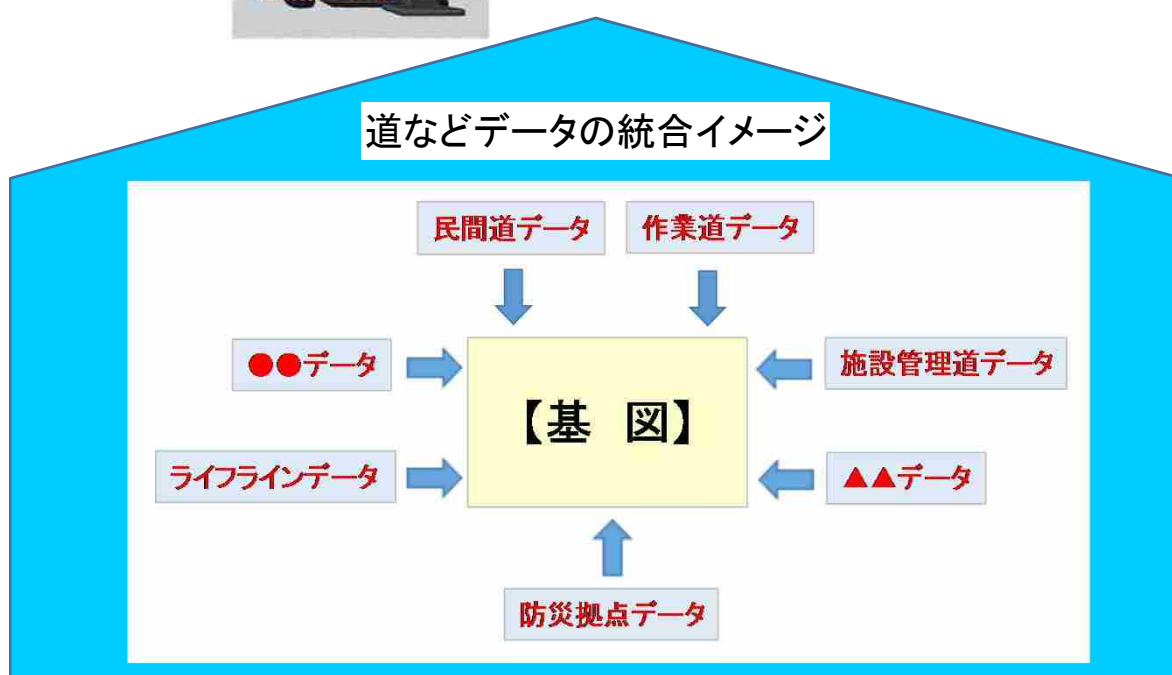 道などデータの統合イメージ
民間道データ
作業道データ
●●データ
施設管理道データ
【基　図】
ライフラインデータ
▲▲データ
防災拠点データ